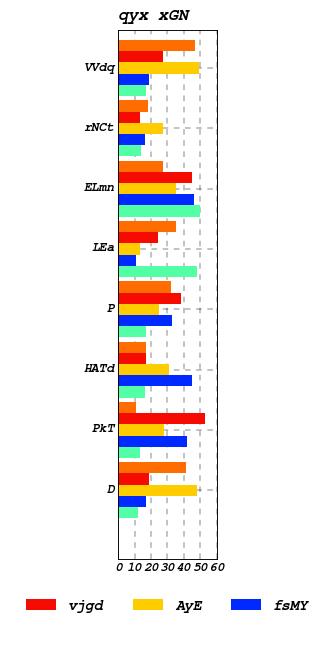 qyx xGN
VVdq
rNCt
ELmn
LEa
P
HATd
PkT
D
0 10 20 30 40 50 60
vjgd AyE fsMY